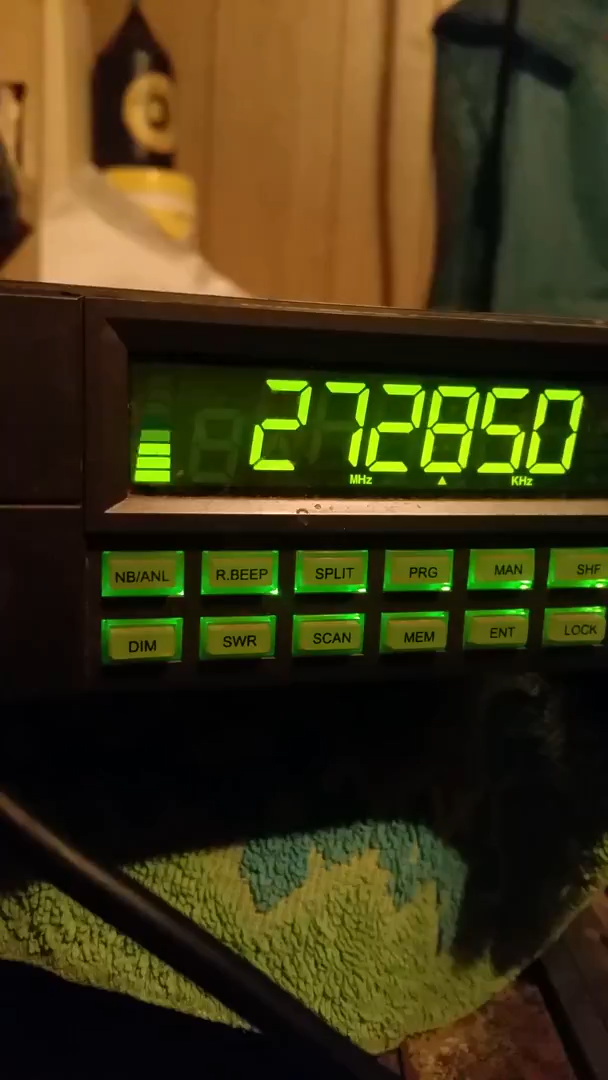 272850
MHz ▲ KHz
NB/ANL R.BEEP SPLIT PRG MAN SHF
DIM SWR SCAN MEM ENT LOCK